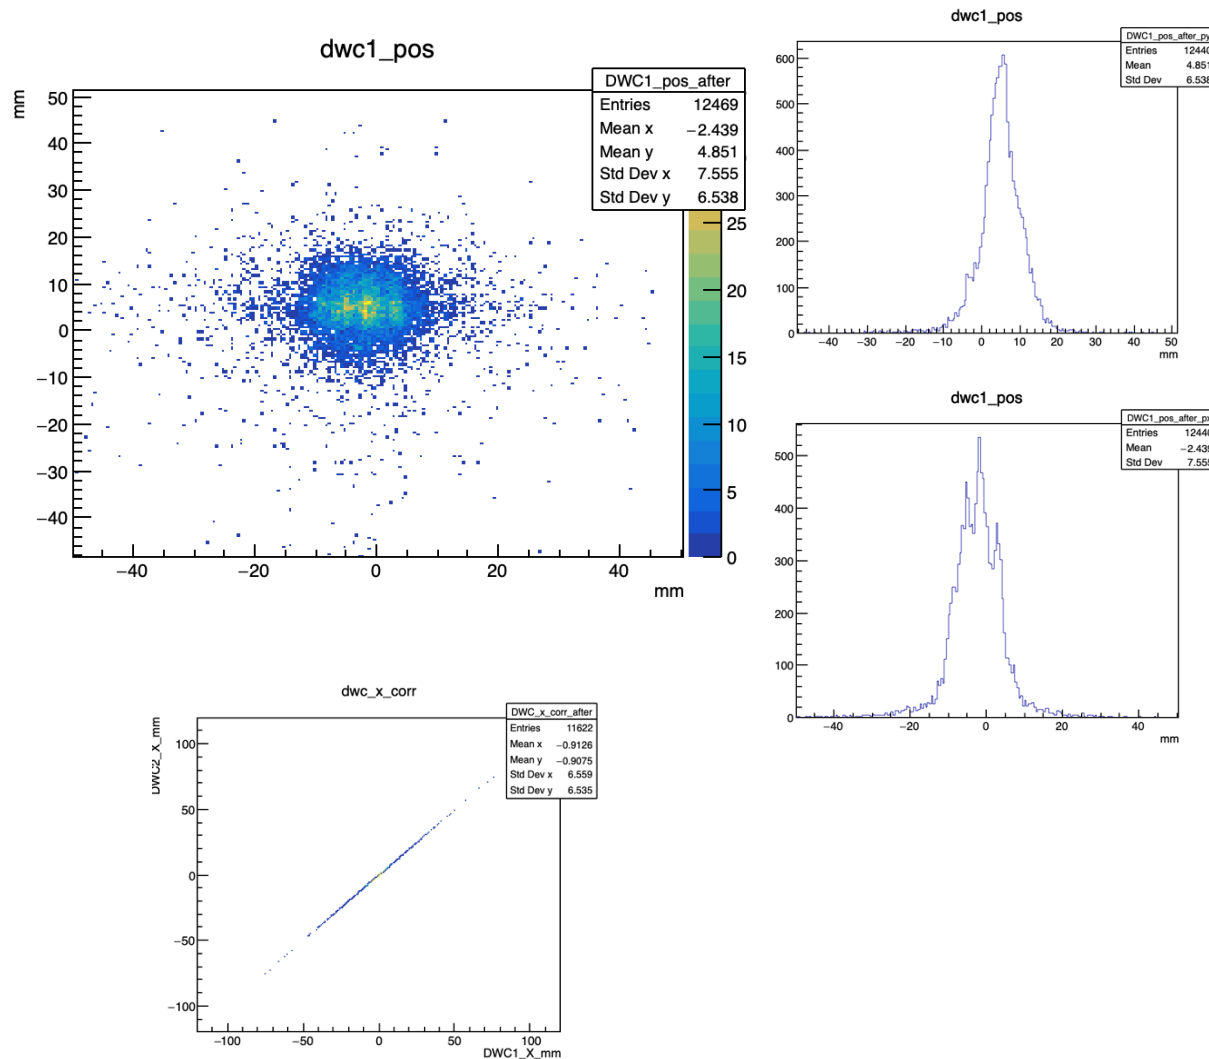 dwc1_pos
mm
DWC1_pos_after
Entries 12469
Mean x −2.439
Mean y 4.851
Std Dev x 7.555
Std Dev y 6.538
50
40
30
20
10
0
−10
−20
−30
−40
−40 −20 0 20 40
mm
25
20
15
10
5
0
dwc1_pos
DWC1_pos_after_py
Entries 12440
Mean 4.851
Std Dev 6.538
600
500
400
300
200
100
0
−40 −30 −20 −10 0 10 20 30 40 50
mm
dwc1_pos
DWC1_pos_after_px
Entries 12440
Mean −2.439
Std Dev 7.555
500
400
300
200
100
0
−40 −20 0 20 40
mm
dwc_x_corr
DWC_x_corr_after
Entries 11622
Mean x −0.9126
Mean y −0.9075
Std Dev x 6.559
Std Dev y 6.535
DWC2_X_mm
100
50
0
−50
−100
−100 −50 0 50 100
DWC1_X_mm